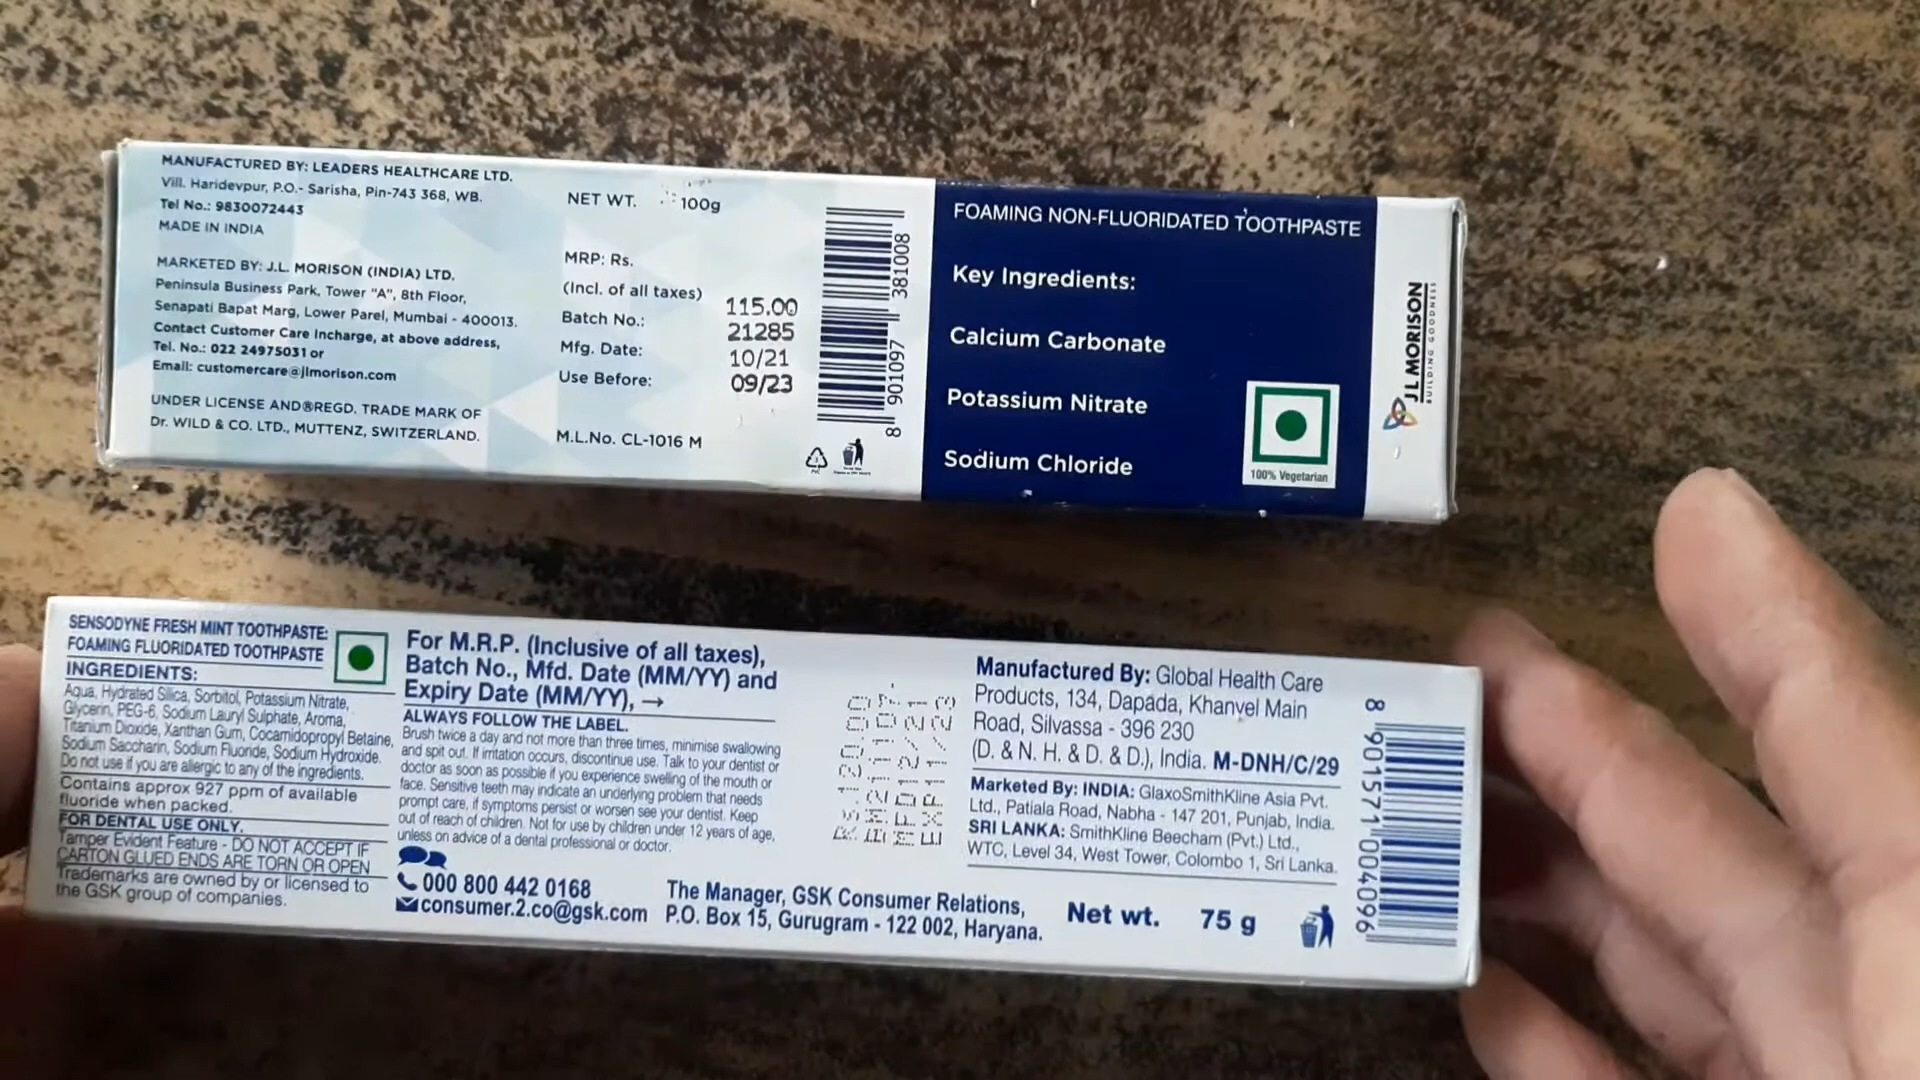 MANUFACTURED BY: LEADERS HEALTHCARE LTD.
Vill. Haridevpur, P.O.- Sarisha, Pin-743 368, WB.
Tel No.: 9830072443
MADE IN INDIA
MARKETED BY: J.L. MORISON (INDIA) LTD.
Peninsula Business Park, Tower "A", 8th Floor,
Senapati Bapat Marg, Lower Parel, Mumbai - 400013.
Contact Customer Care Incharge, at above address,
Tel. No.: 022 24975031 or
Email: customercare@jlmorison.com
UNDER LICENSE AND®REGD. TRADE MARK OF
Dr. WILD & CO. LTD., MUTTENZ, SWITZERLAND.
NET WT. 100g
MRP: Rs.
(Incl. of all taxes) 115.00
Batch No.: 21285
Mfg. Date: 10/21
Use Before: 09/23
M.L.No. CL-1016 M
8 901097 381008
FOAMING NON-FLUORIDATED TOOTHPASTE
Key Ingredients:
Calcium Carbonate
Potassium Nitrate
Sodium Chloride
100% Vegetarian
JL MORISON
BUILDING GOODNESS
SENSODYNE FRESH MINT TOOTHPASTE:
FOAMING FLUORIDATED TOOTHPASTE
INGREDIENTS:
Aqua, Hydrated Silica, Sorbitol, Potassium Nitrate,
Glycerin, PEG-6, Sodium Lauryl Sulphate, Aroma,
Titanium Dioxide, Xanthan Gum, Cocamidopropyl Betaine,
Sodium Saccharin, Sodium Fluoride, Sodium Hydroxide.
Do not use if you are allergic to any of the ingredients.
Contains approx 927 ppm of available
fluoride when packed.
FOR DENTAL USE ONLY.
Tamper Evident Feature - DO NOT ACCEPT IF
CARTON GLUED ENDS ARE TORN OR OPEN
Trademarks are owned by or licensed to
the GSK group of companies.
For M.R.P. (Inclusive of all taxes),
Batch No., Mfd. Date (MM/YY) and
Expiry Date (MM/YY), →
ALWAYS FOLLOW THE LABEL.
Brush twice a day and not more than three times, minimise swallowing
and spit out. If irritation occurs, discontinue use. Talk to your dentist or
doctor as soon as possible if you experience swelling of the mouth or
face. Sensitive teeth may indicate an underlying problem that needs
prompt care, if symptoms persist or worsen see your dentist. Keep
out of reach of children. Not for use by children under 12 years of age,
unless on advice of a dental professional or doctor.
000 800 442 0168
consumer.2.co@gsk.com
The Manager, GSK Consumer Relations,
P.O. Box 15, Gurugram - 122 002, Haryana.
Manufactured By: Global Health Care
Products, 134, Dapada, Khanvel Main
Road, Silvassa - 396 230
(D. & N. H. & D. & D.), India. M-DNH/C/29
Marketed By: INDIA: GlaxoSmithKline Asia Pvt.
Ltd., Patiala Road, Nabha - 147 201, Punjab, India.
SRI LANKA: SmithKline Beecham (Pvt.) Ltd.,
WTC, Level 34, West Tower, Colombo 1, Sri Lanka.
Net wt. 75 g
8 901571 004096